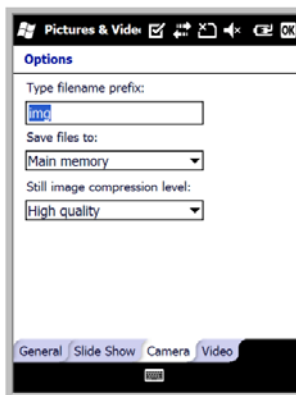 Pictures & Vide
OK
Options
Type filename prefix:
img
Save files to:
Main memory
Still image compression level:
High quality
General Slide Show Camera Video